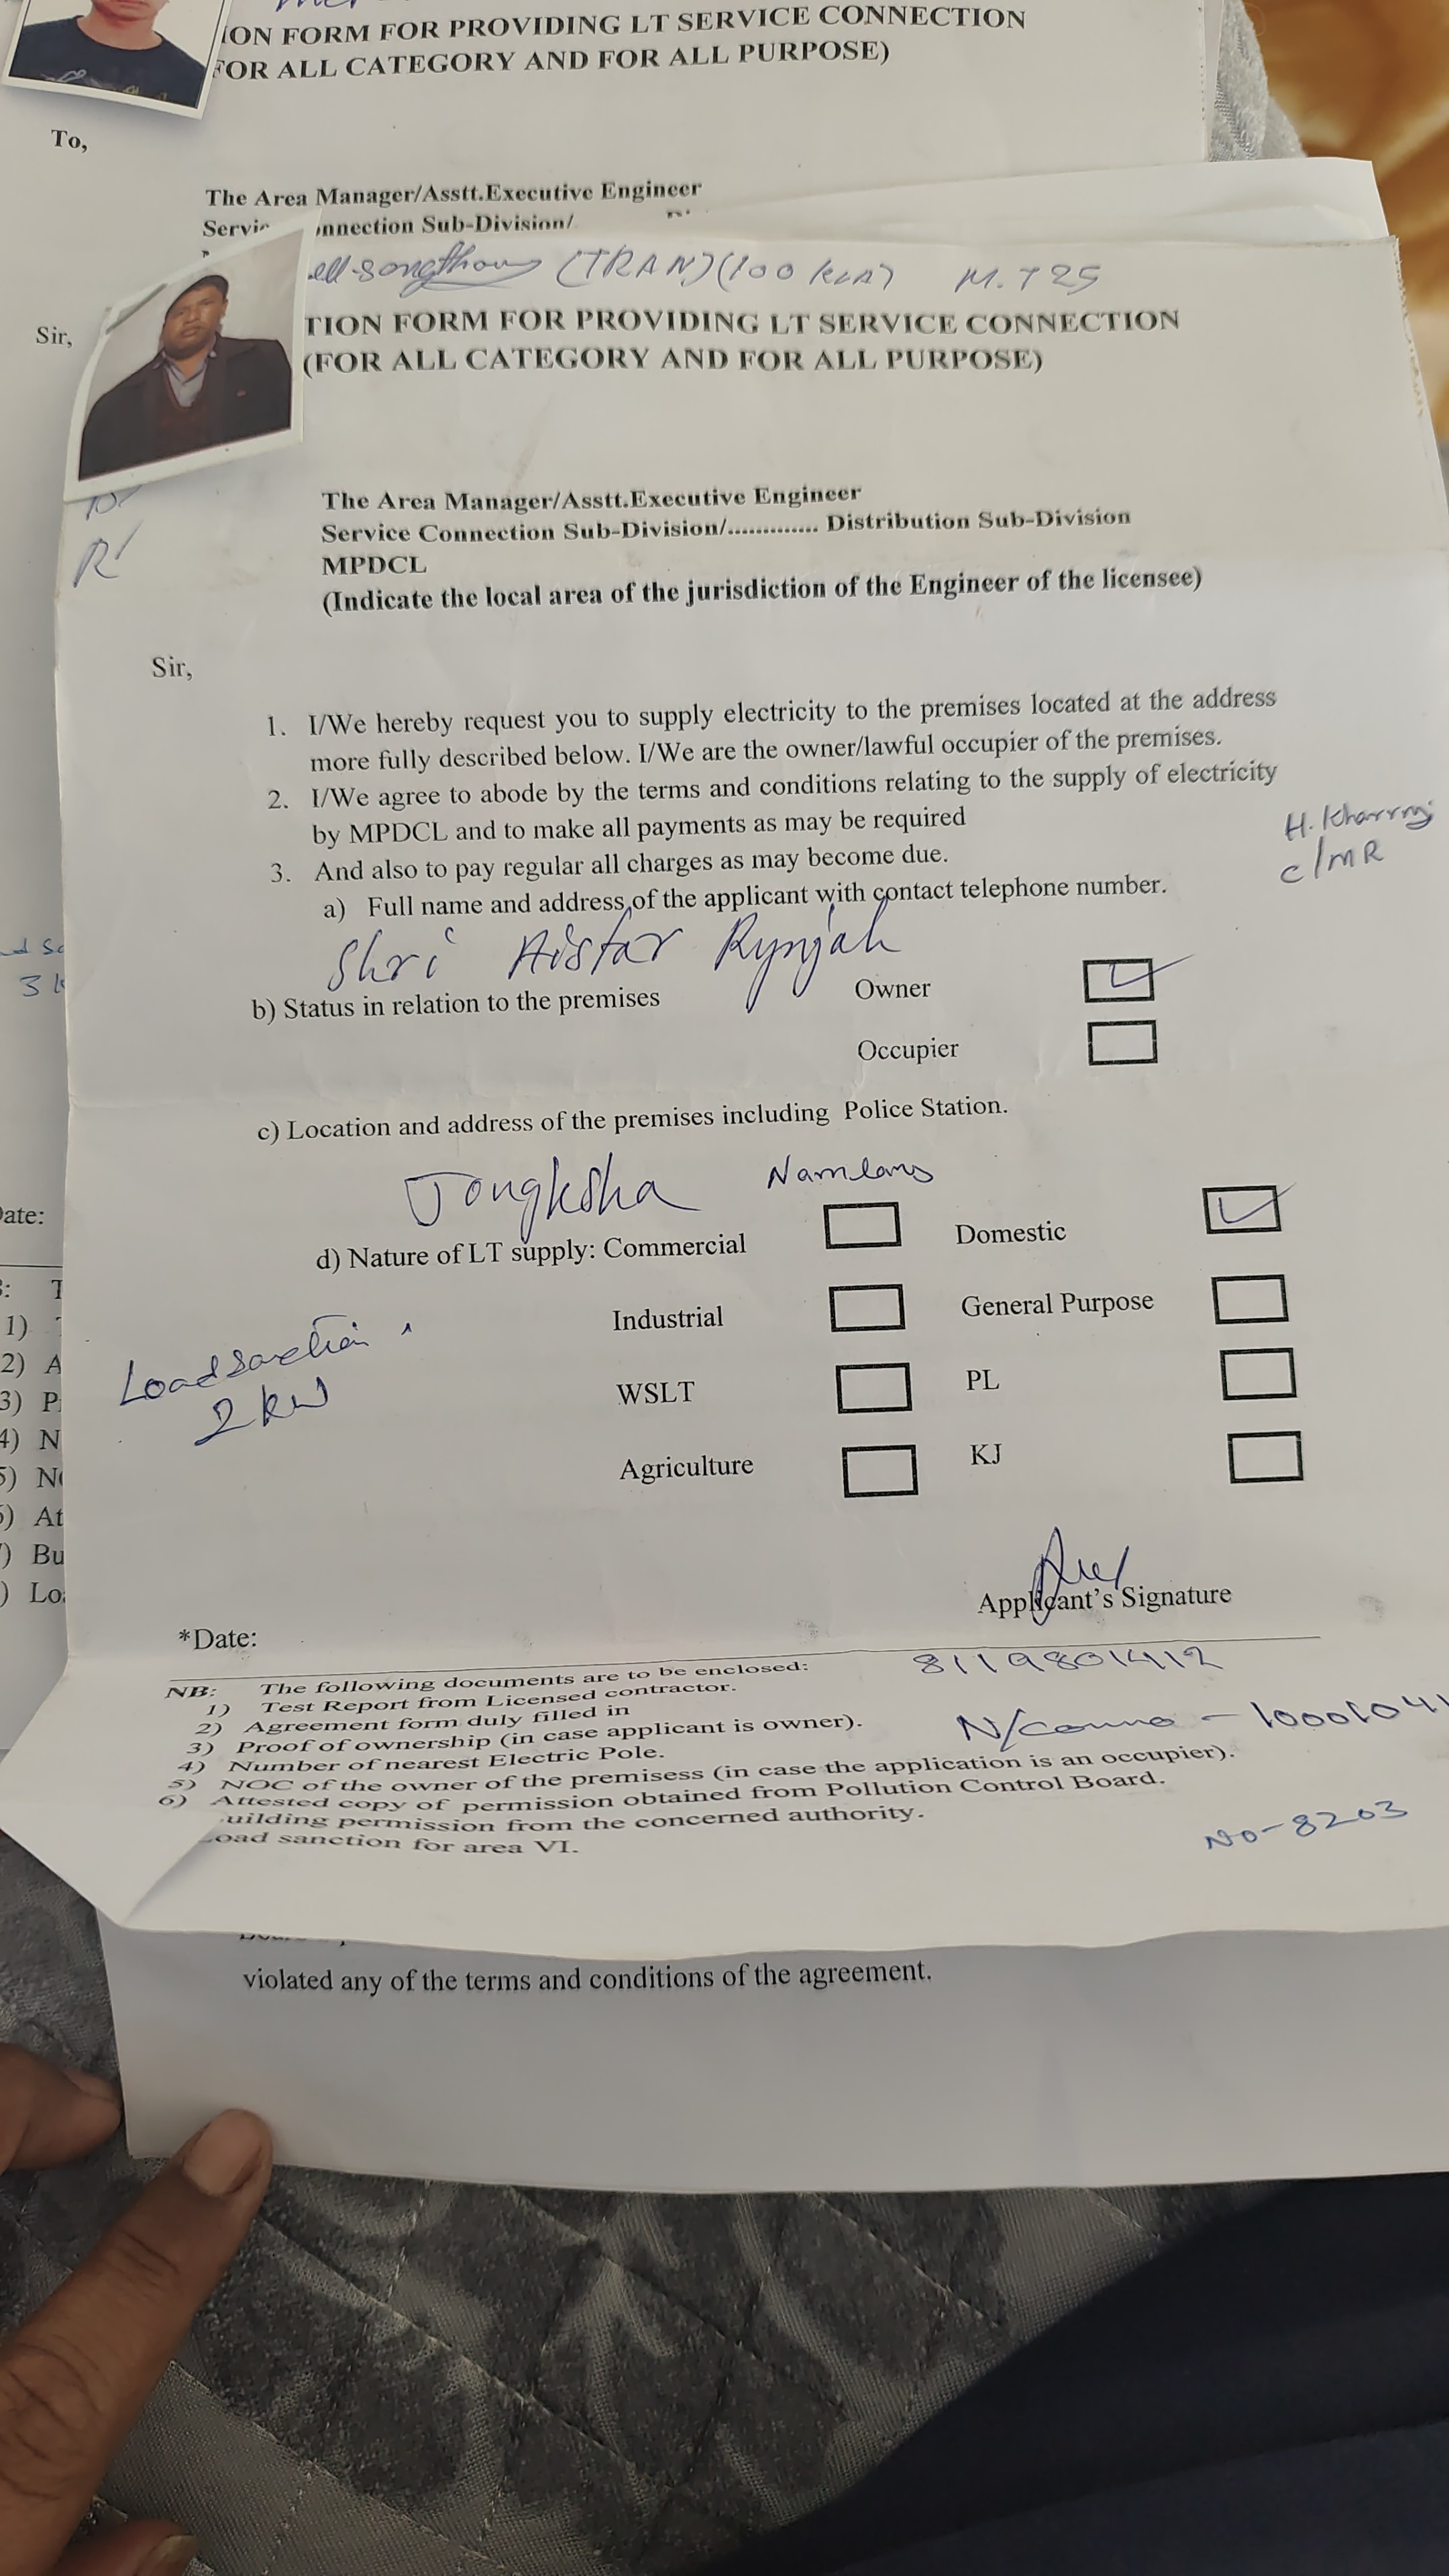 ION FORM FOR PROVIDING LT SERVICE CONNECTION
FOR ALL CATEGORY AND FOR ALL PURPOSE)
To,
The Area Manager/Asstt.Executive Engineer
onnection Sub-Division/
Sir,
(TRAN) (100 KVA) M. T 25
TION FORM FOR PROVIDING LT SERVICE CONNECTION
(FOR ALL CATEGORY AND FOR ALL PURPOSE)
The Area Manager/Asstt.Executive Engineer
Service Connection Sub-Division/............. Distribution Sub-Division
MPDCL
(Indicate the local area of the jurisdiction of the Engineer of the licensee)
Sir,
1. I/We hereby request you to supply electricity to the premises located at the address
more fully described below. I/We are the owner/lawful occupier of the premises.
2. I/We agree to abode by the terms and conditions relating to the supply of electricity
by MPDCL and to make all payments as may be required
3. And also to pay regular all charges as may become due.
H.
c/MR
a) Full name and address of the applicant with contact telephone number.
Shri Aistar Rynjah
b) Status in relation to the premises Owner
Occupier
c) Location and address of the premises including Police Station.
Jongksha
d) Nature of LT supply: Commercial Domestic
Industrial General Purpose
Load sanction
2 kW
WSLT PL
Agriculture KJ
Applicant's Signature
*Date:
8119801412
NB: The following documents are to be enclosed:
1) Test Report from Licensed contractor.
2) Agreement form duly filled in
3) Proof of ownership (in case applicant is owner).
4) Number of nearest Electric Pole.
5) NOC of the owner of the premisess (in case the application is an occupier).
6) Attested copy of permission obtained from Pollution Control Board.
uilding permission from the concerned authority.
oad sanction for area VI.
No-8203
violated any of the terms and conditions of the agreement.
ate:
1)
2) A
3) P
4) N
) At
) Bu
) Loa